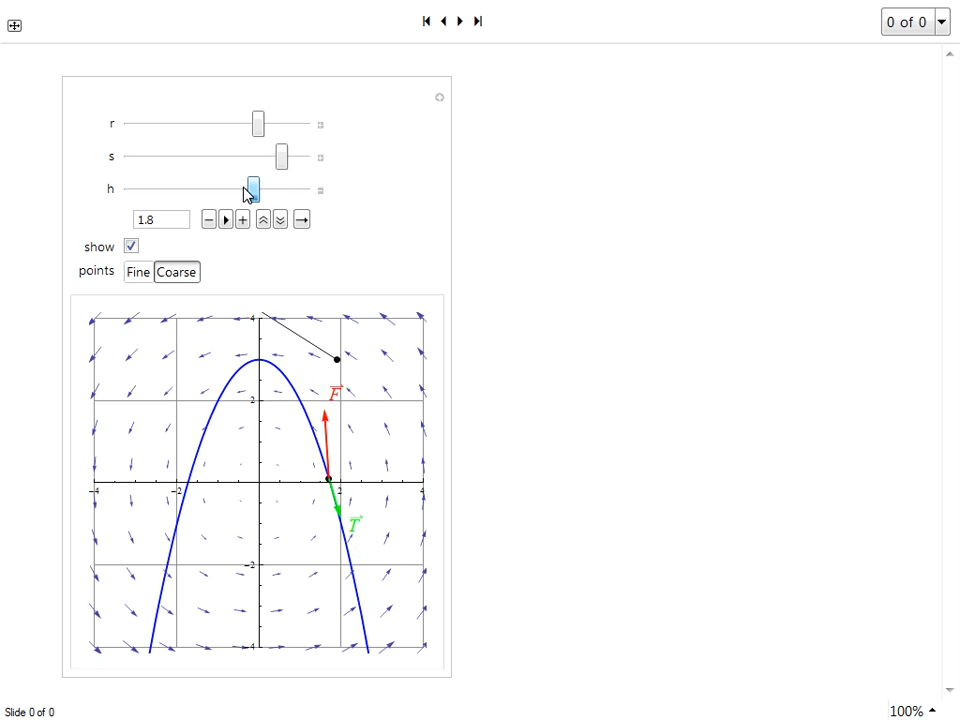 0 of 0
r
s
h
1.8
show
points Fine Coarse
4
F
2
-4 -2 2 4
T
-2
-4
Slide 0 of 0
100%